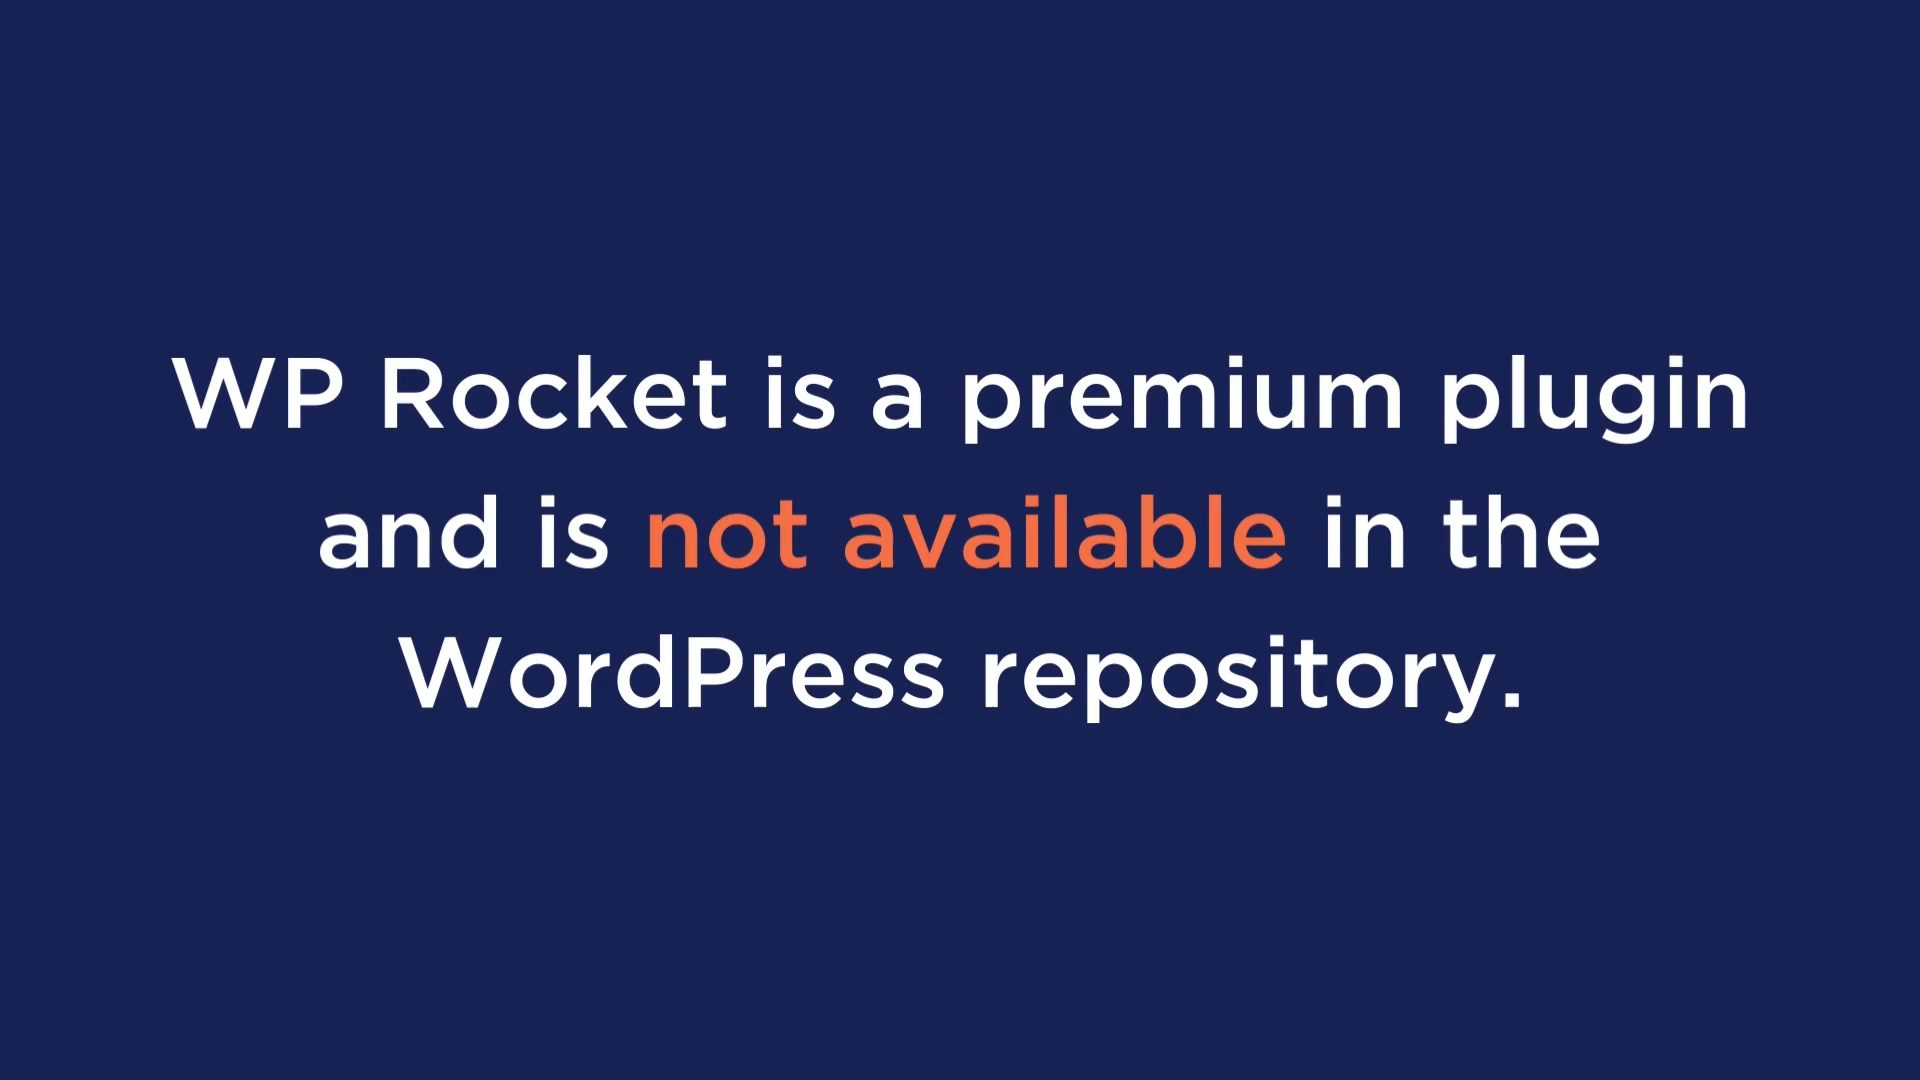 WP Rocket is a premium plugin
and is not available in the
WordPress repository.